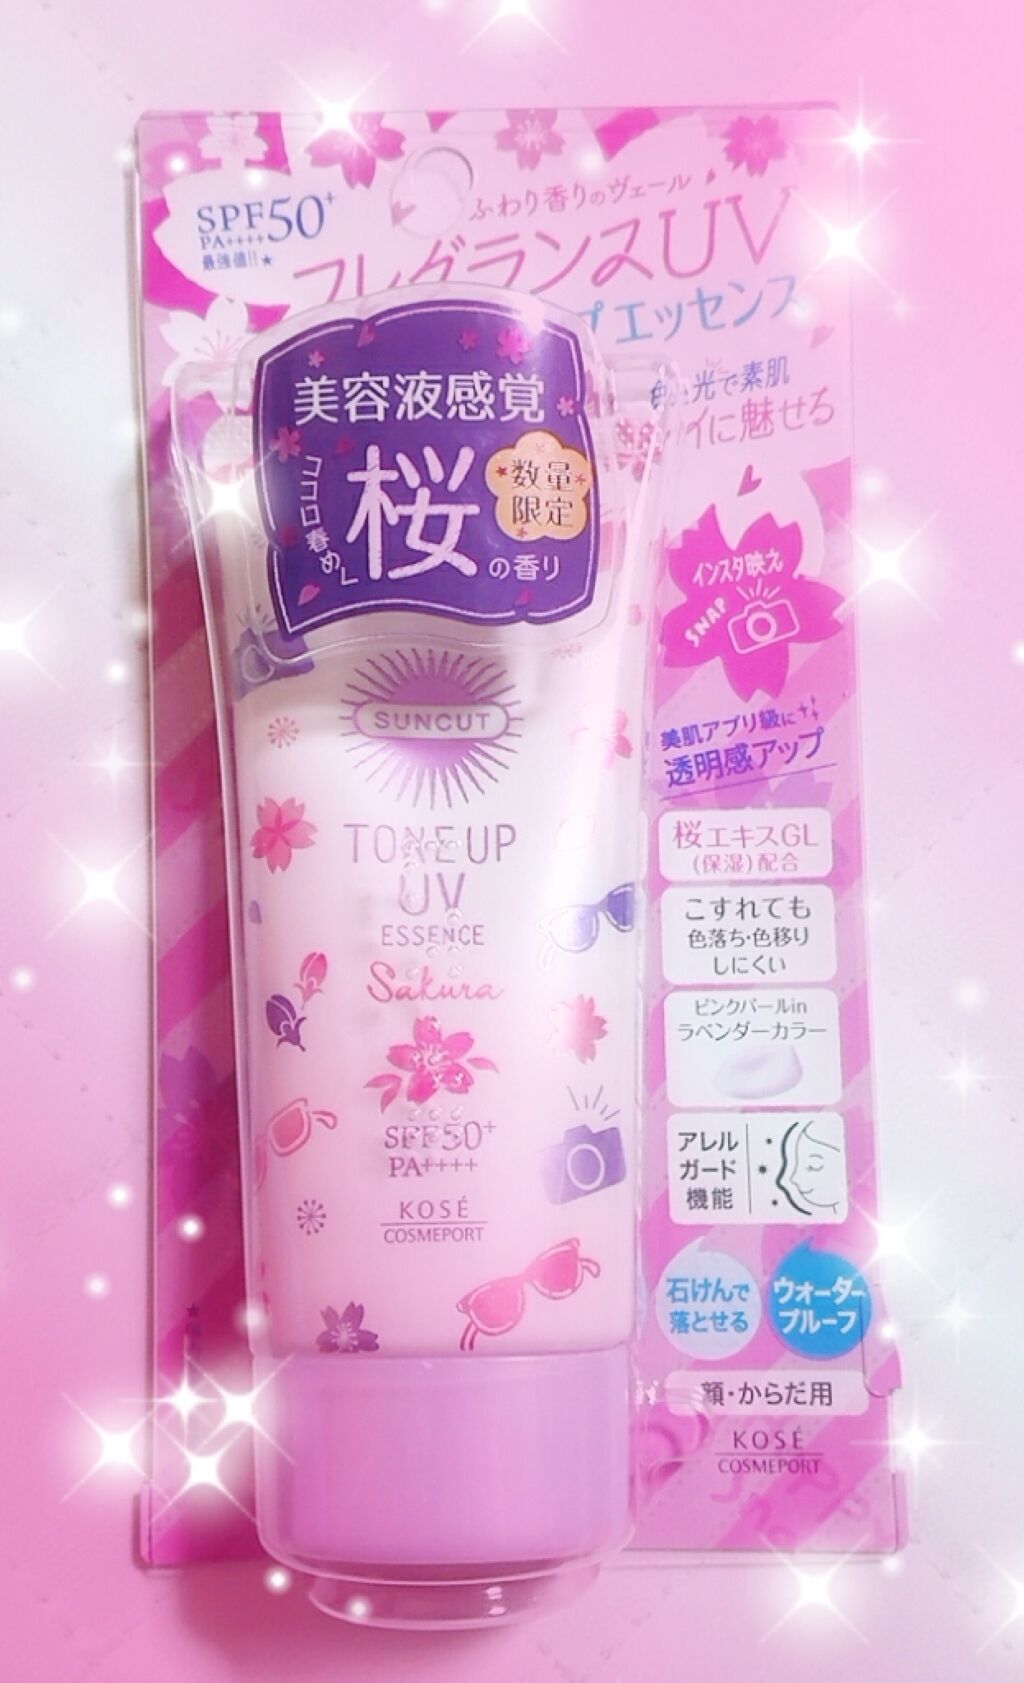 SPF50+
PA++++
最強値!!★
ふわり香りのヴェール
フレグランスUV
プエッセンス
光で素肌
イに魅せる
美容液感覚
ココロ春めく
桜の香り
数量
限定
インスタ映え
SNAP
SUNCUT
TONE UP
UV
ESSENCE
Sakura
SPF50+
PA++++
KOSÉ
COSMEPORT
美肌アプリ級に
透明感アップ
桜エキスGL
(保湿)配合
こすれても
色落ち・色移り
しにくい
ピンクパールin
ラベンダーカラー
アレル
ガード
機能
石けんで
落とせる
ウォーター
プルーフ
顔・からだ用
KOSÉ
COSMEPORT